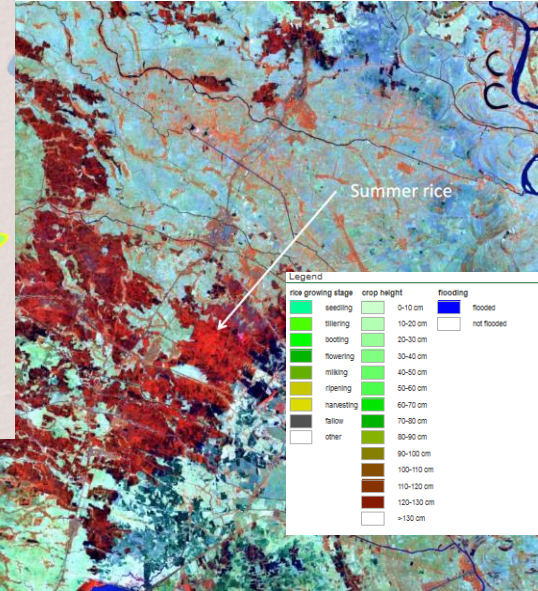 Summer rice
Legend
rice growing stage crop height flooding
seedling 0-10 cm flooded
tillering 10-20 cm not flooded
booting 20-30 cm
flowering 30-40 cm
milking 40-50 cm
ripening 50-60 cm
harvesting 60-70 cm
fallow 70-80 cm
other 80-90 cm
90-100 cm
100-110 cm
110-120 cm
120-130 cm
>130 cm